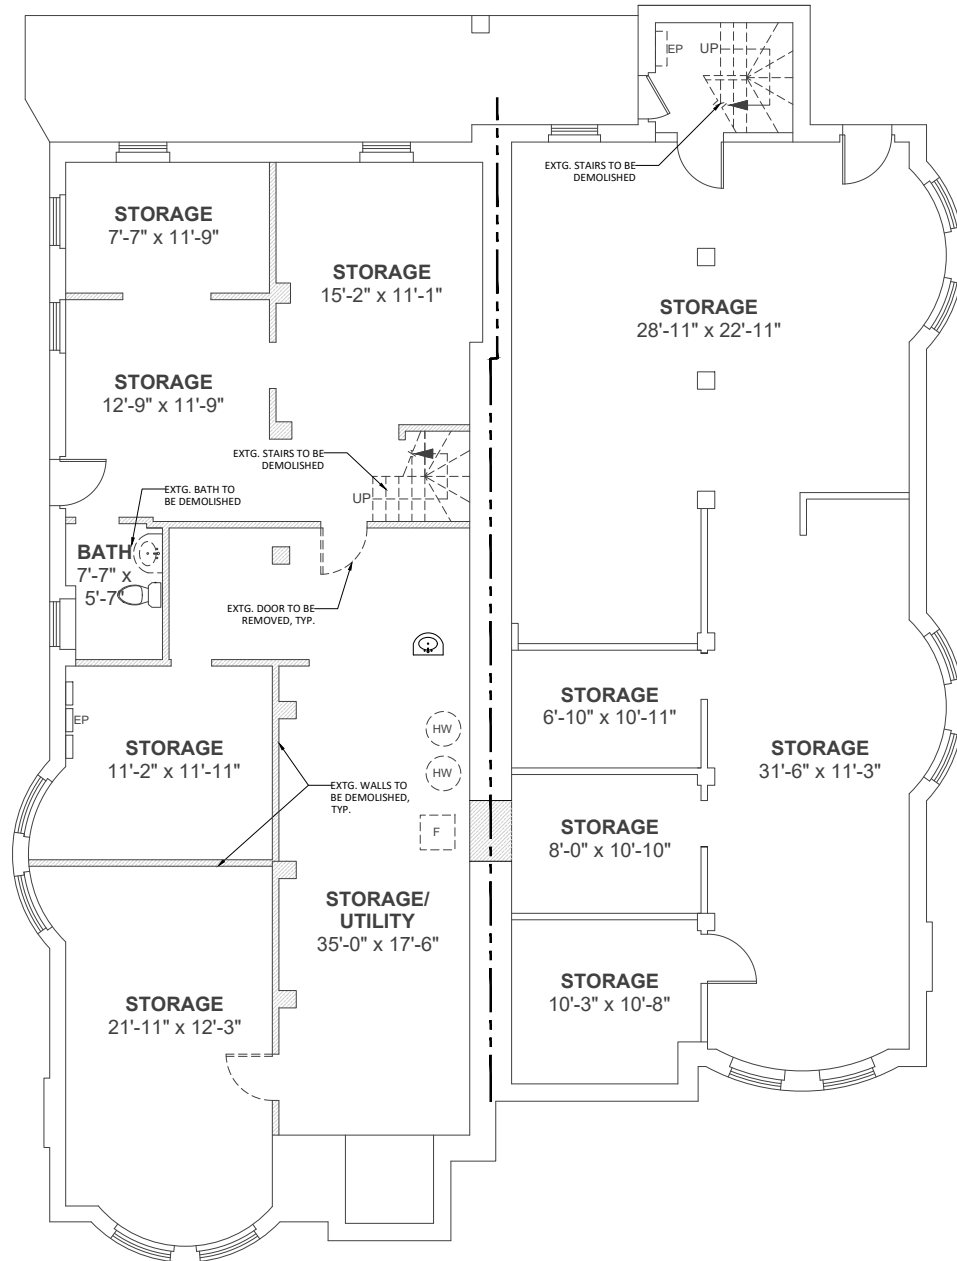 EP
UP
EXTG. STAIRS TO BE
DEMOLISHED
STORAGE
7'-7" x 11'-9"
STORAGE
15'-2" x 11'-1"
STORAGE
28'-11" x 22'-11"
STORAGE
12'-9" x 11'-9"
EXTG. STAIRS TO BE
DEMOLISHED
UP
EXTG. BATH TO
BE DEMOLISHED
BATH
7'-7" x
5'-7"
EXTG. DOOR TO BE
REMOVED, TYP.
STORAGE
6'-10" x 10'-11"
EP
HW
STORAGE
11'-2" x 11'-11"
STORAGE
31'-6" x 11'-3"
HW
EXTG. WALLS TO
BE DEMOLISHED,
TYP.
F
STORAGE
8'-0" x 10'-10"
STORAGE/
UTILITY
35'-0" x 17'-6"
STORAGE
10'-3" x 10'-8"
STORAGE
21'-11" x 12'-3"